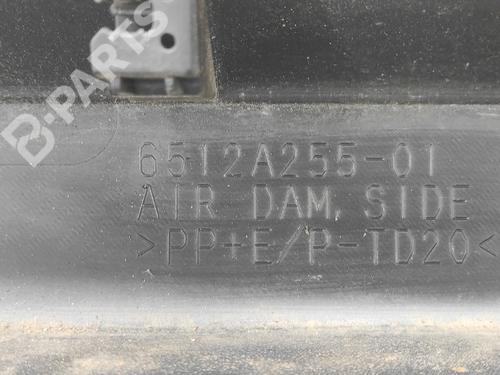 B-PARTS
6512A255-01
AIR DAM, SIDE
>PP+E/P-TD20<